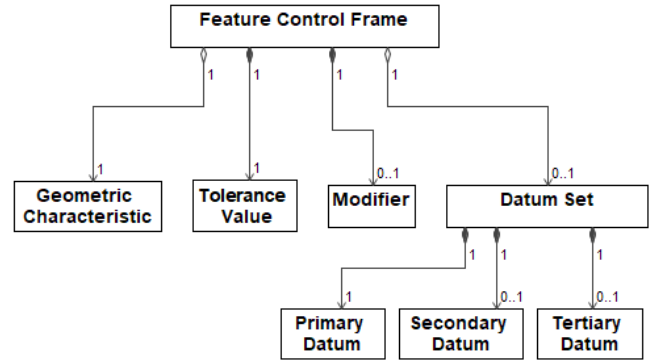 Feature Control Frame
1 1 1 1
1 1 0..1 0..1
Geometric Tolerance Modifier Datum Set
Characteristic Value
1 1 1
1 0..1 0..1
Primary Secondary Tertiary
Datum Datum Datum